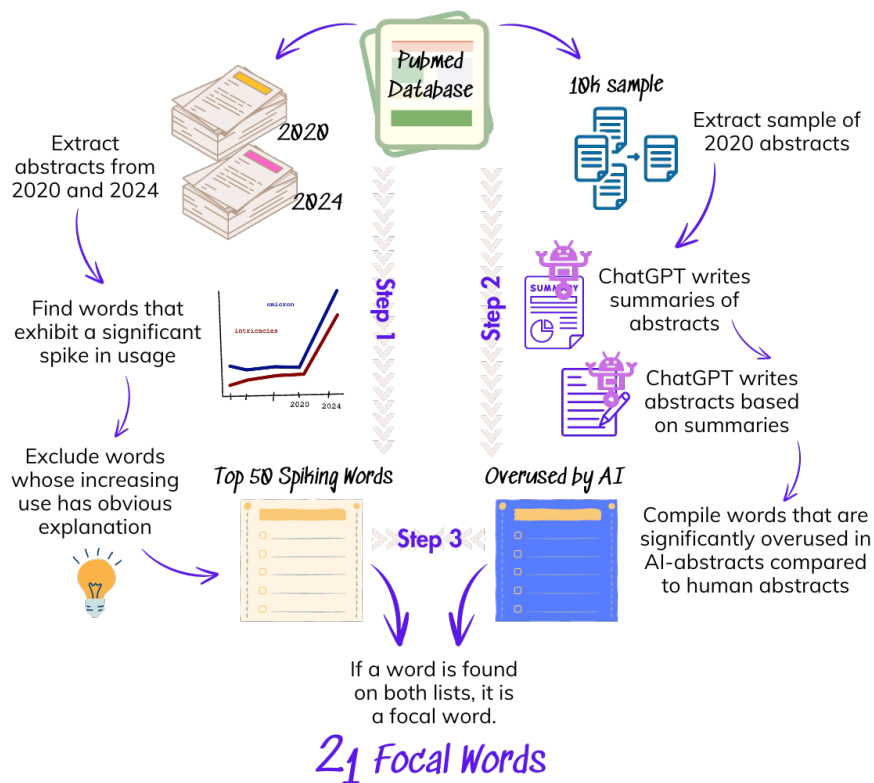 Pubmed
Database
2020
2024
Extract
abstracts from
2020 and 2024
Step 1
omicron
intricacies
2020 2024
Find words that
exhibit a significant
spike in usage
Exclude words
whose increasing
use has obvious
explanation
Top 50 Spiking Words
10k sample
Extract sample of
2020 abstracts
Step 2
SUMMARY
ChatGPT writes
summaries of
abstracts
ChatGPT writes
abstracts based
on summaries
Compile words that are
significantly overused in
AI-abstracts compared
to human abstracts
Overused by AI
Step 3
If a word is found
on both lists, it is
a focal word.
21 Focal Words